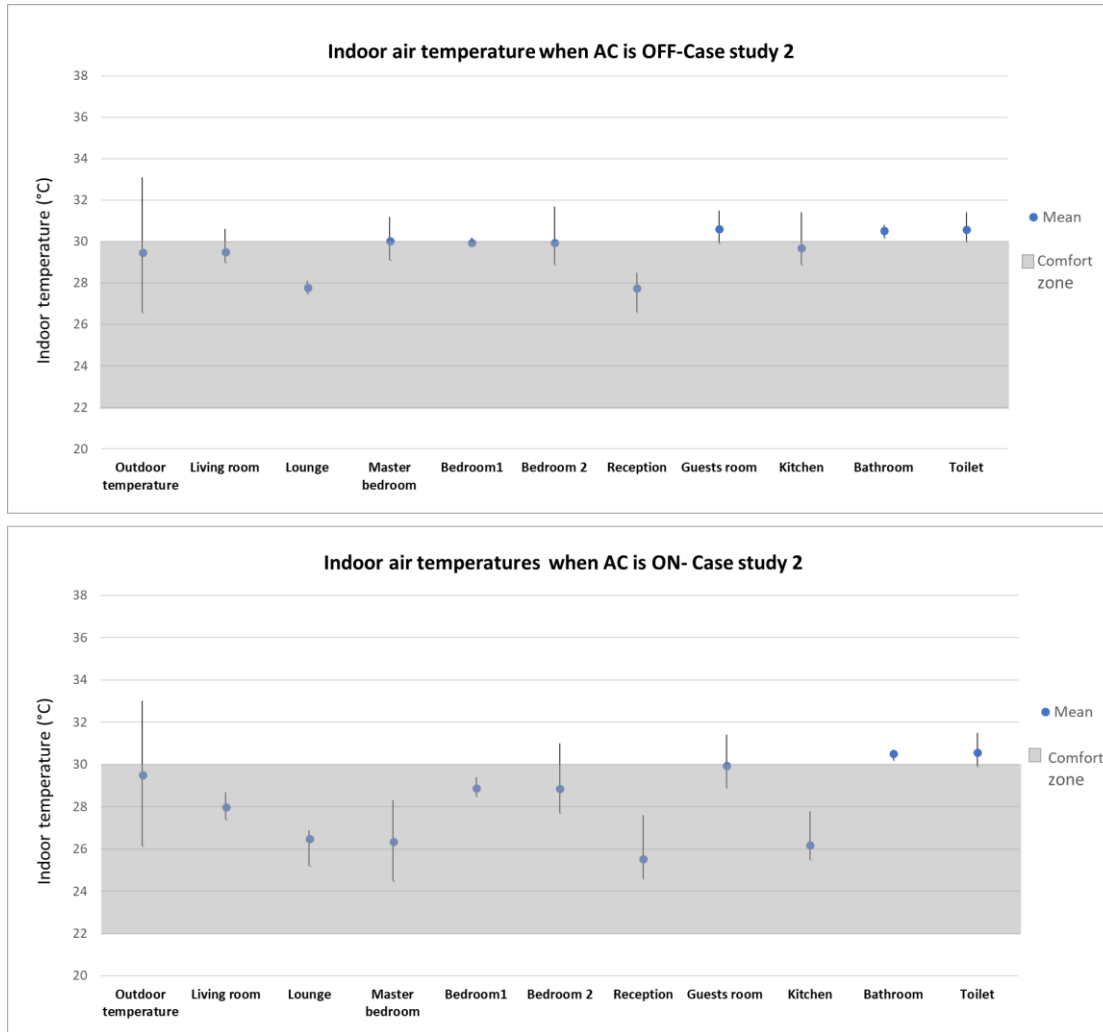 Indoor air temperature when AC is OFF-Case study 2
Indoor temperature (°C)
38
36
34
32
30
28
26
24
22
20
Outdoor temperature
Living room
Lounge
Master bedroom
Bedroom1
Bedroom 2
Reception
Guests room
Kitchen
Bathroom
Toilet
Mean
Comfort zone
Indoor air temperatures when AC is ON- Case study 2
Indoor temperature (°C)
38
36
34
32
30
28
26
24
22
20
Outdoor temperature
Living room
Lounge
Master bedroom
Bedroom1
Bedroom 2
Reception
Guests room
Kitchen
Bathroom
Toilet
Mean
Comfort zone